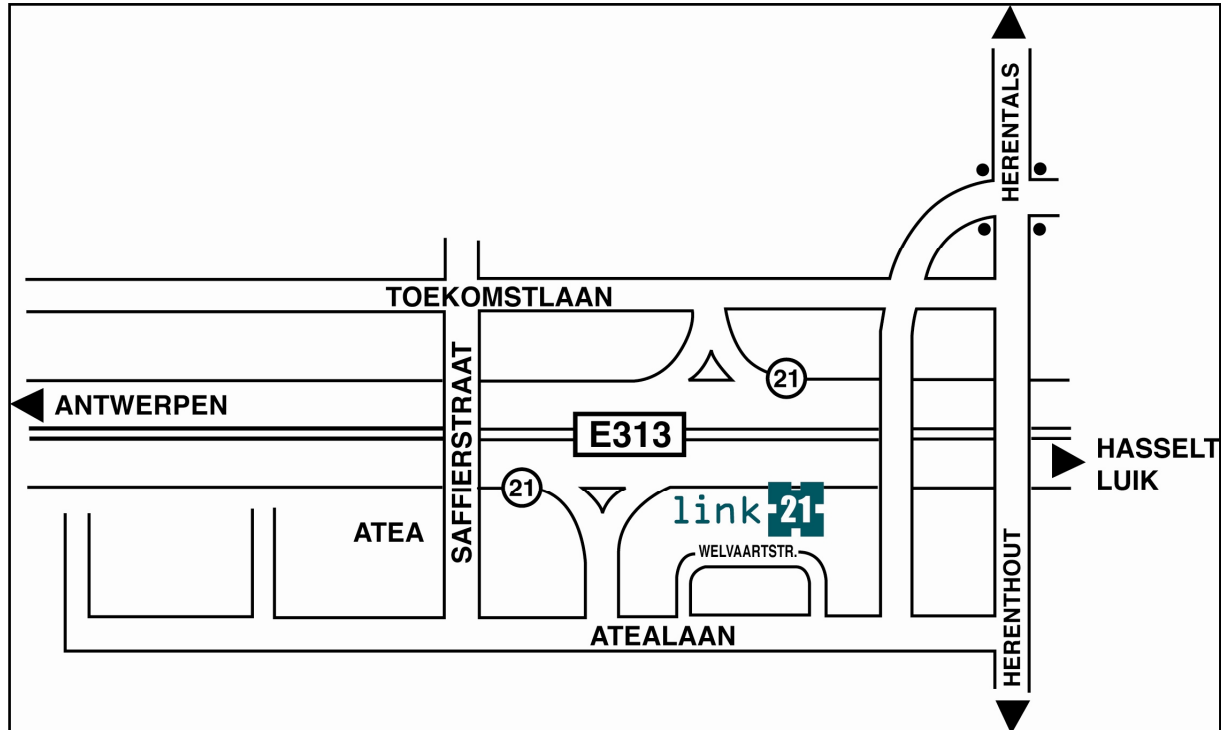 HERENTALS
TOEKOMSTLAAN
SAFFIERSTRAAT
21
ANTWERPEN
E313
HASSELT
LUIK
21
link 21
ATEA
WELVAARTSTR.
HERENTHOUT
ATEALAAN